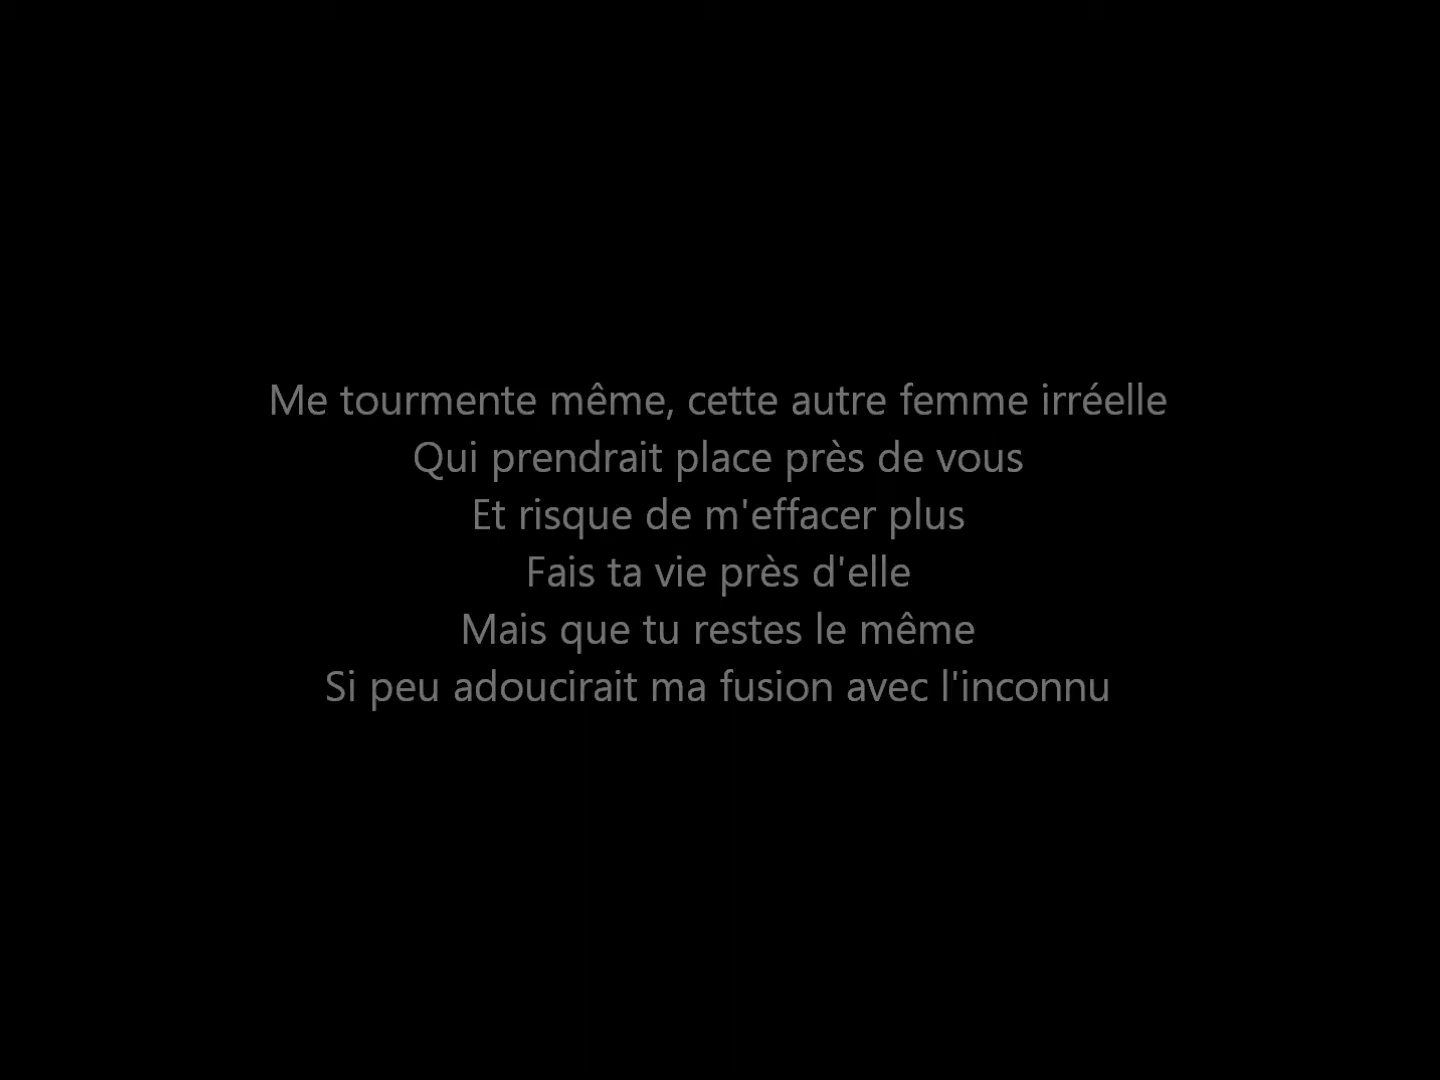 Me tourmente même, cette autre femme irréelle
Qui prendrait place près de vous
Et risque de m'effacer plus
Fais ta vie près d'elle
Mais que tu restes le même
Si peu adoucirait ma fusion avec l'inconnu